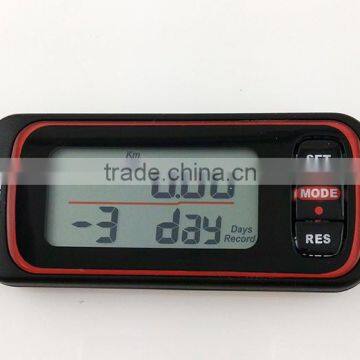 Km
0.00
-3 day
Days
Record
SET
MODE
RES
trade.china.cn